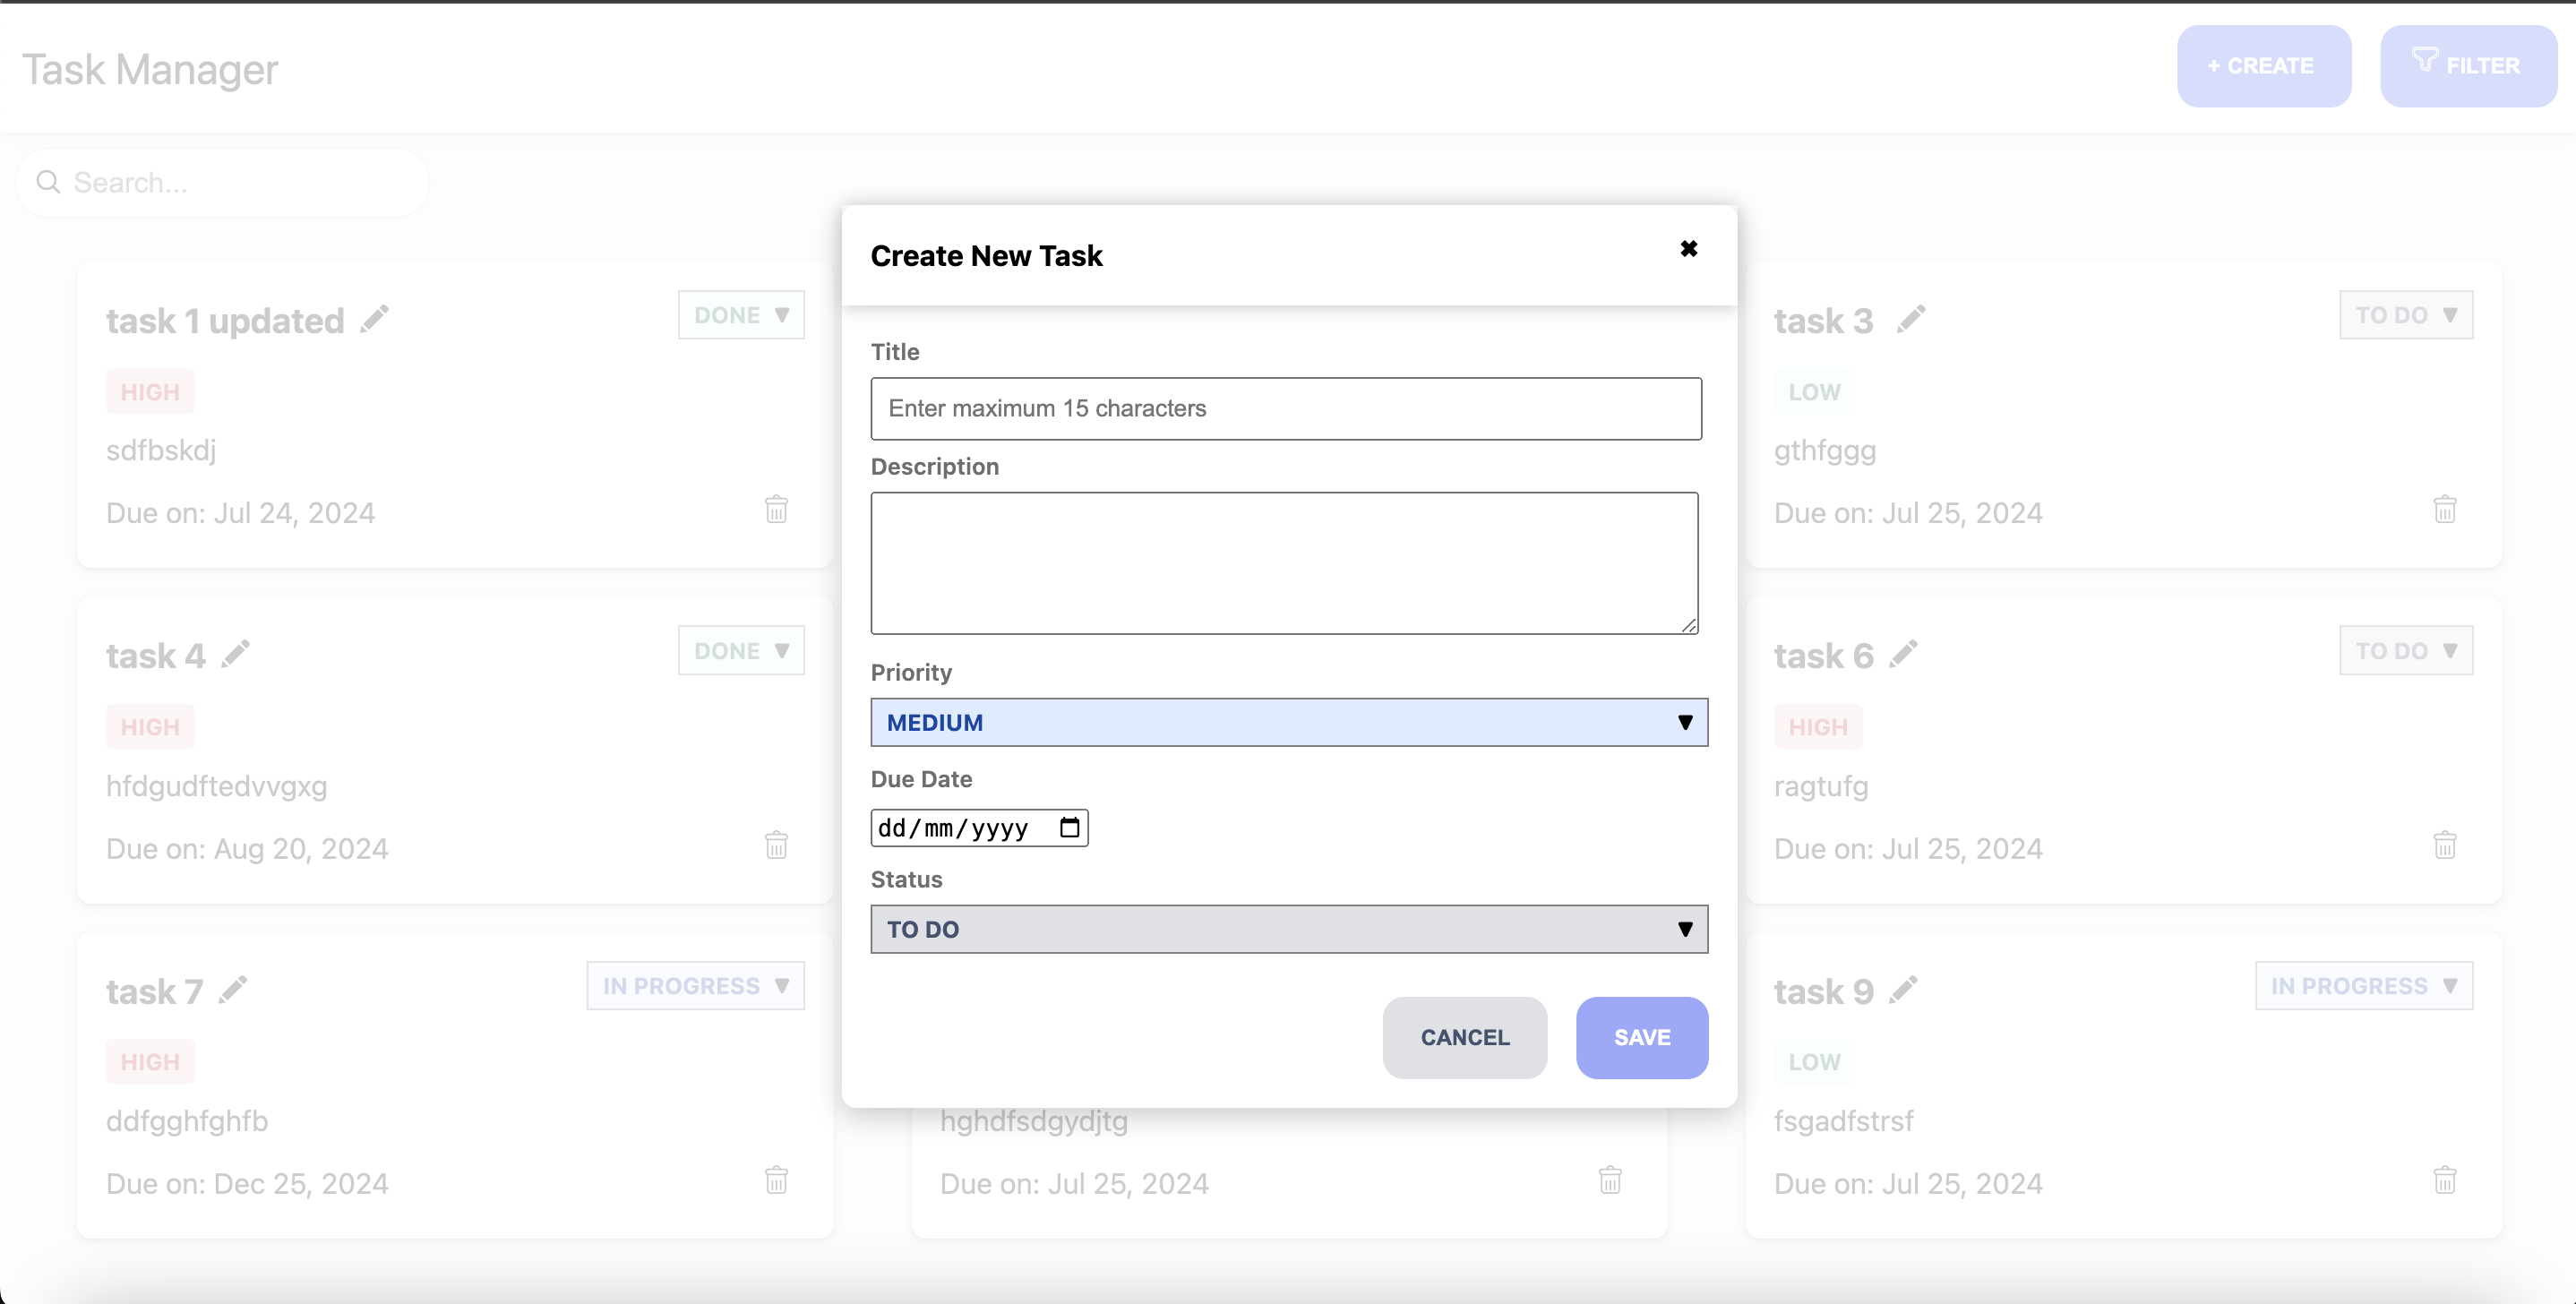 Task Manager
+ CREATE
FILTER
Search...
task 1 updated
DONE ▼
HIGH
sdfbskdj
Due on: Jul 24, 2024
task 3
TO DO ▼
LOW
gthfggg
Due on: Jul 25, 2024
task 4
DONE ▼
HIGH
hfdgudftedvvgxg
Due on: Aug 20, 2024
task 6
TO DO ▼
HIGH
ragtufg
Due on: Jul 25, 2024
task 7
IN PROGRESS ▼
HIGH
ddfgghfghfb
Due on: Dec 25, 2024
hghdfsdgydjtg
Due on: Jul 25, 2024
task 9
IN PROGRESS ▼
LOW
fsgadfstrsf
Due on: Jul 25, 2024
Create New Task
✖
Title
Enter maximum 15 characters
Description
Priority
MEDIUM ▼
Due Date
dd/mm/yyyy
Status
TO DO ▼
CANCEL
SAVE